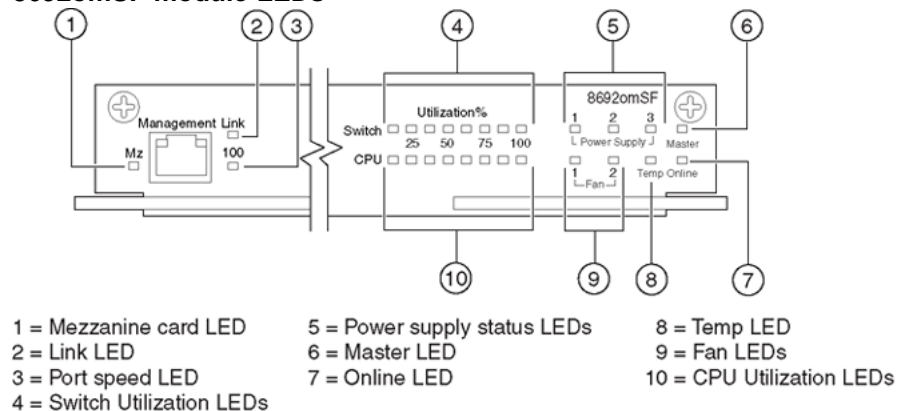 1 2 3 4 5 6
8692omSF
Utilization%
1 2 3
Management Link
Switch
Power Supply Master
25 50 75 100
Mz 100
CPU
1 2 Temp Online
Fan
10 9 8 7
1 = Mezzanine card LED
2 = Link LED
3 = Port speed LED
4 = Switch Utilization LEDs
5 = Power supply status LEDs
6 = Master LED
7 = Online LED
8 = Temp LED
9 = Fan LEDs
10 = CPU Utilization LEDs